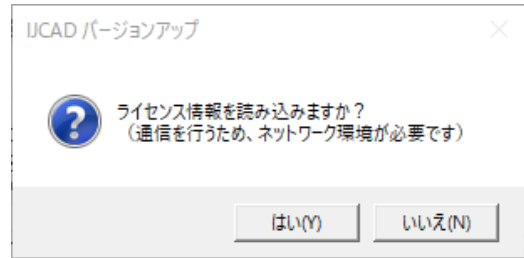 IJCAD バージョンアップ
ライセンス情報を読み込みますか？
（通信を行うため、ネットワーク環境が必要です）
はい(Y)
いいえ(N)